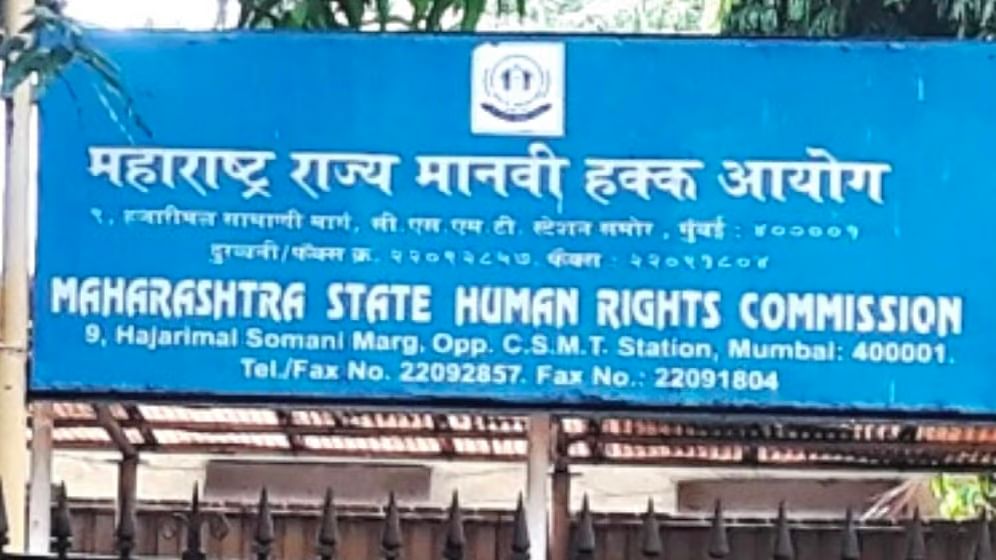 महाराष्ट्र राज्य मानवी हक्क आयोग
९, हजारीमल सोमाणी मार्ग, सी.एस.एम.टी. स्टेशन समोर, मुंबई : ४००००१
दुरध्वनी/फॅक्स क्र. २२०९२८५७. फॅक्स : २२०९१८०४
MAHARASHTRA STATE HUMAN RIGHTS COMMISSION
9, Hajarimal Somani Marg, Opp. C.S.M.T. Station, Mumbai: 400001.
Tel./Fax No. 22092857. Fax No.: 22091804